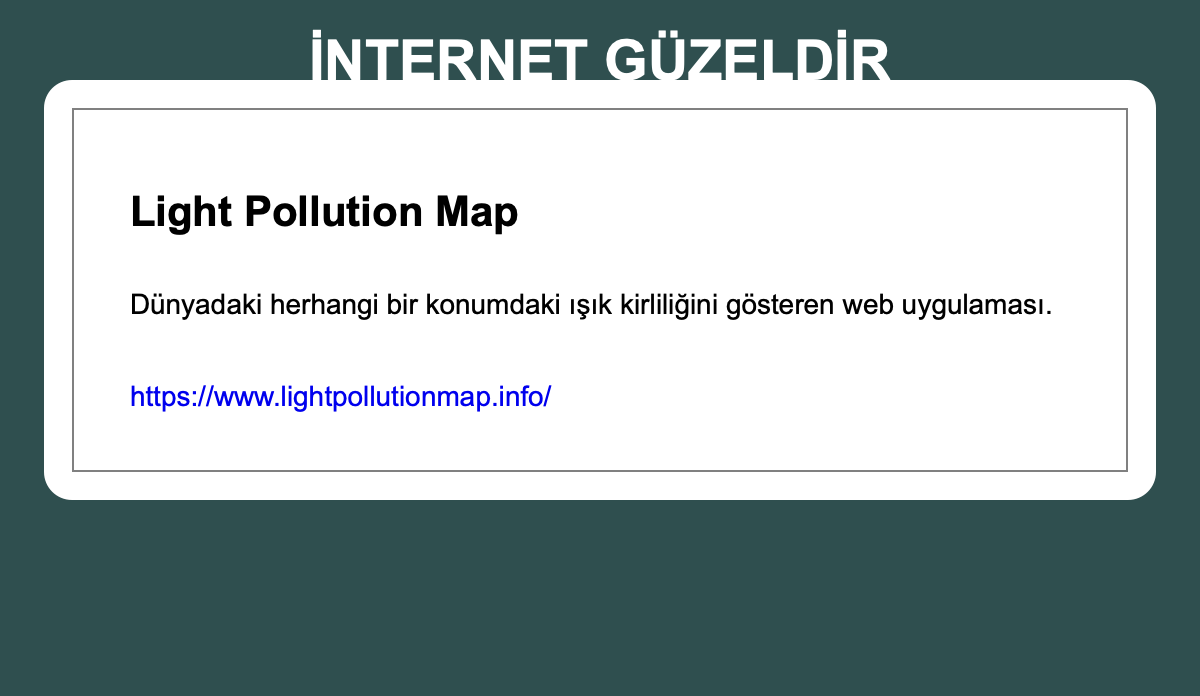 İNTERNET GÜZELDİR
Light Pollution Map
Dünyadaki herhangi bir konumdaki ışık kirliliğini gösteren web uygulaması.
https://www.lightpollutionmap.info/